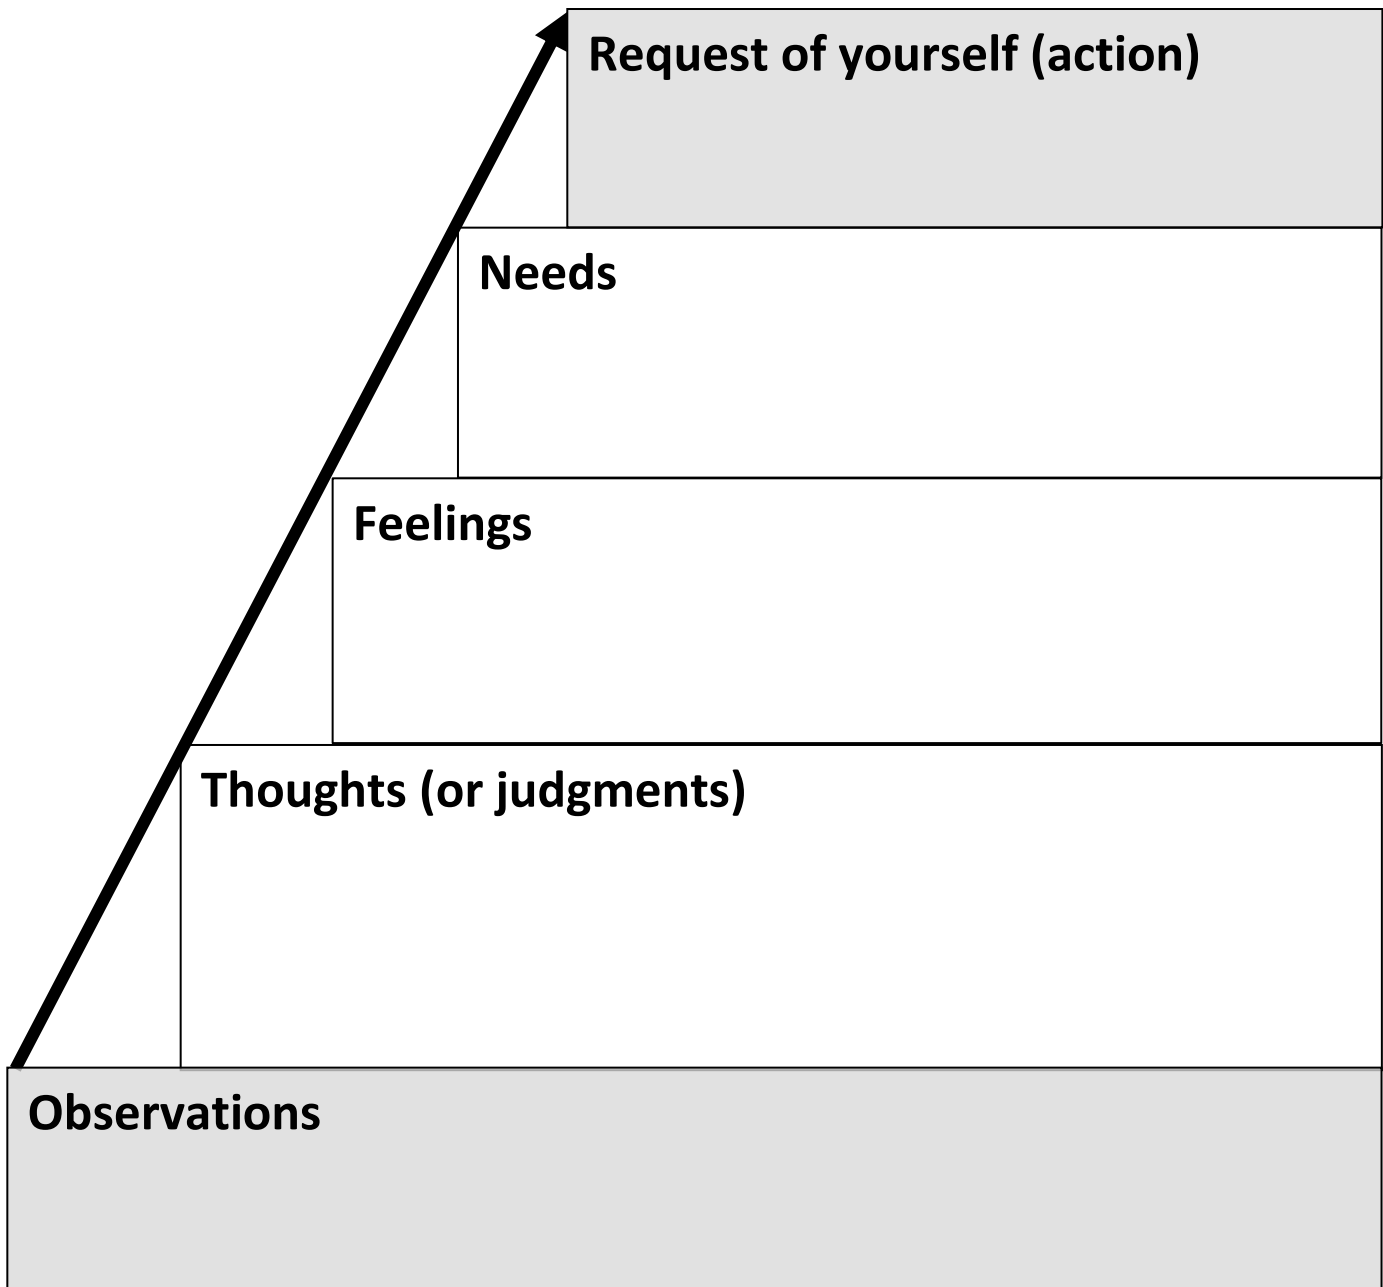 Request of yourself (action)
Needs
Feelings
Thoughts (or judgments)
Observations